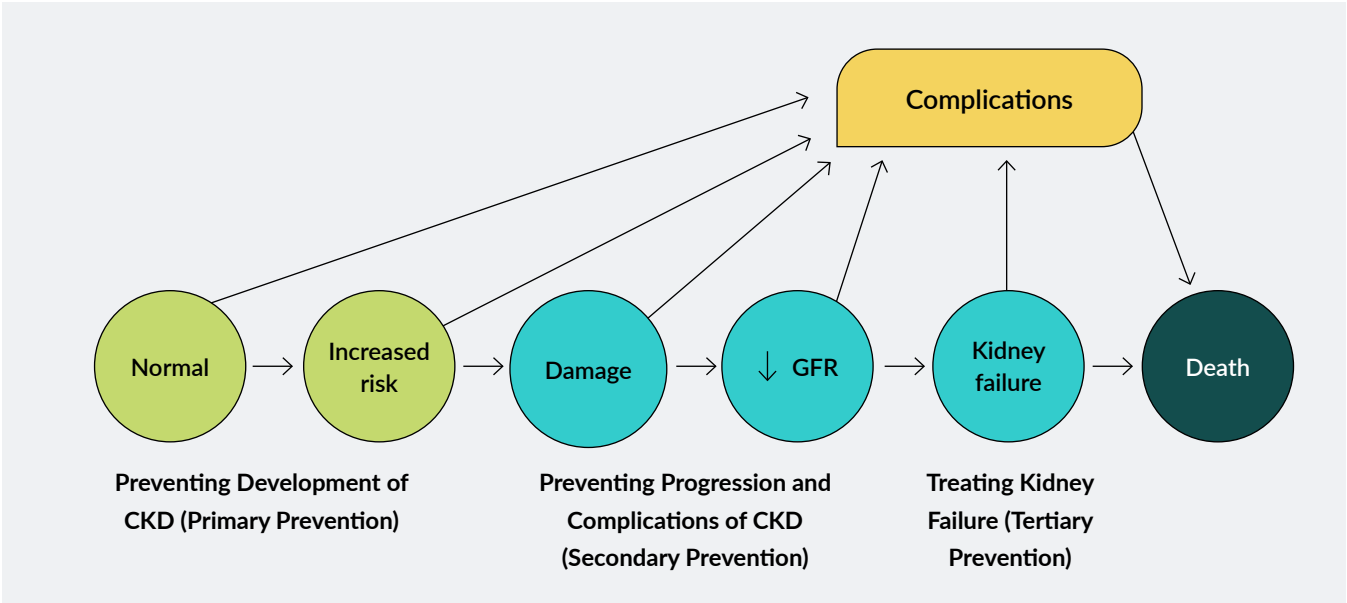 Complications
Normal
Increased
risk
Damage
↓ GFR
Kidney
failure
Death
Preventing Development of
CKD (Primary Prevention)
Preventing Progression and
Complications of CKD
(Secondary Prevention)
Treating Kidney
Failure (Tertiary
Prevention)